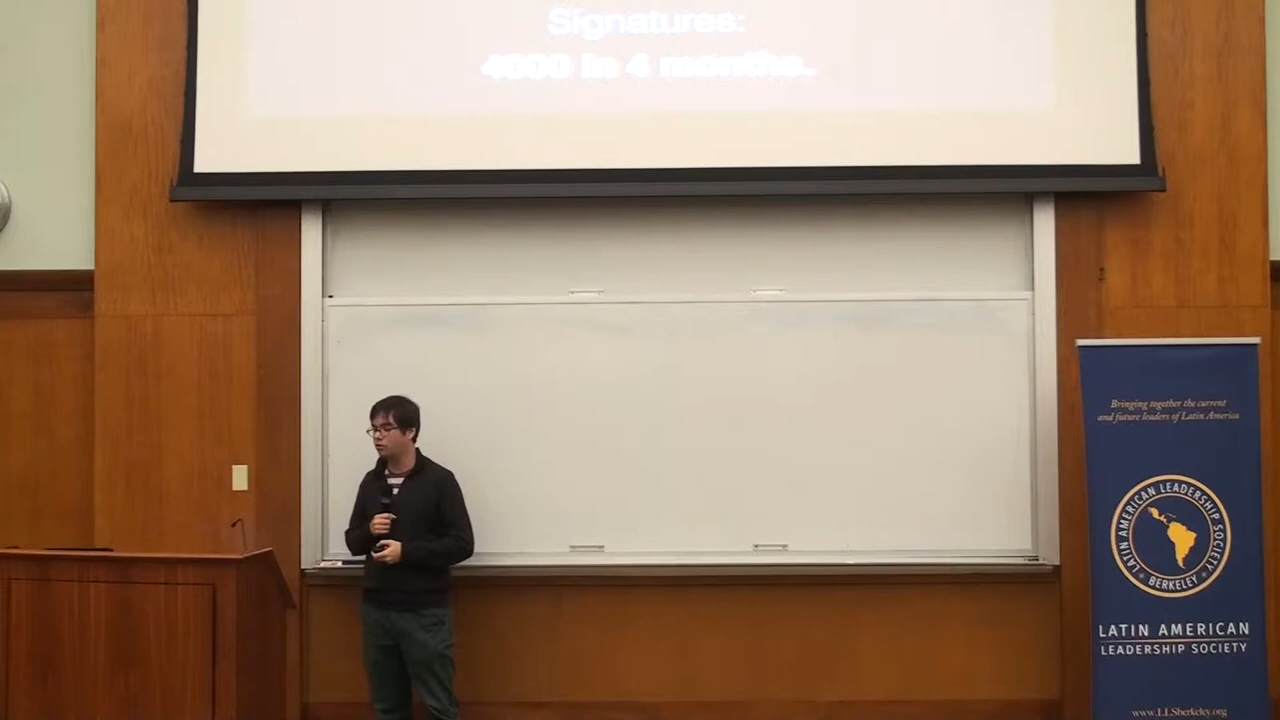 Signatures:
4000 in 4 months.
Bringing together the current
and future leaders of Latin America
LATIN AMERICAN LEADERSHIP SOCIETY
BERKELEY
LATIN AMERICAN
LEADERSHIP SOCIETY
www.LLSberkeley.org